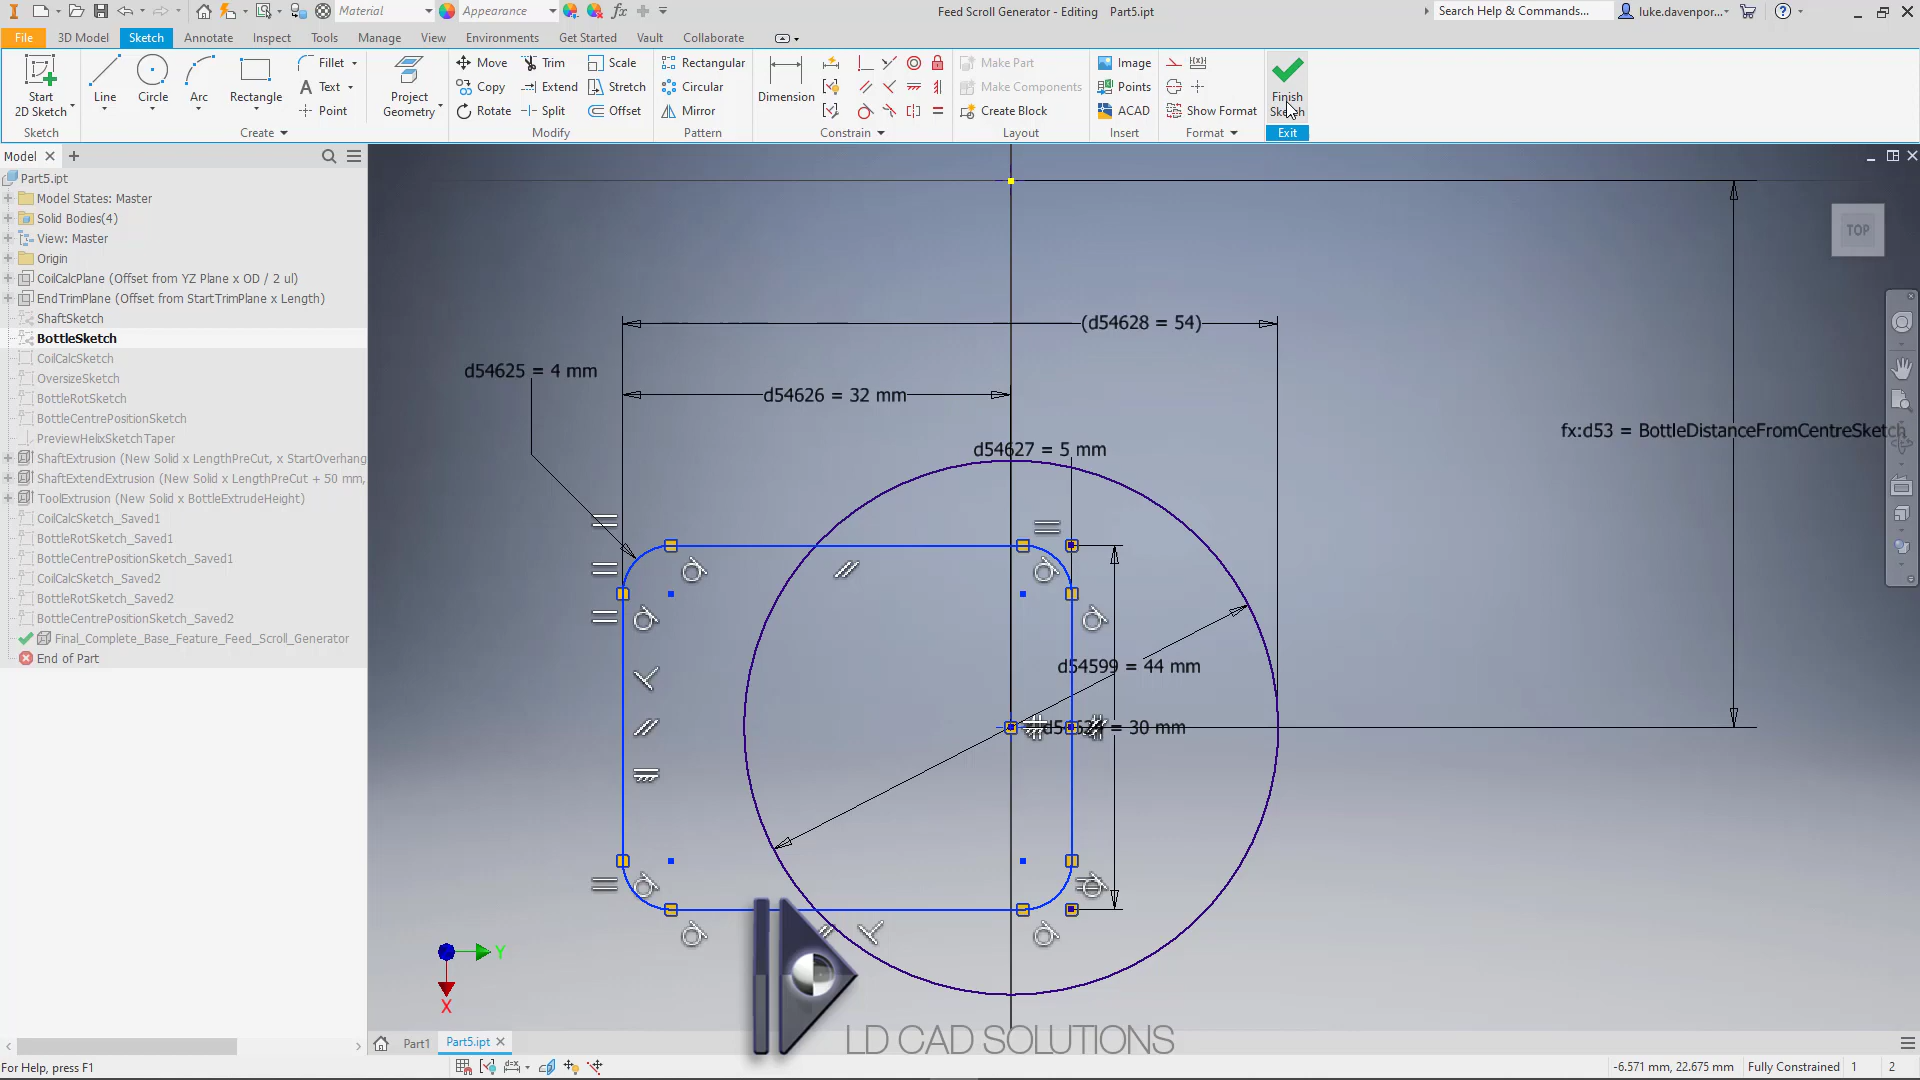 Material
Appearance
Feed Scroll Generator - Editing Part5.ipt
Search Help & Commands...
luke.davenpor...
File
3D Model
Sketch
Annotate
Inspect
Tools
Manage
View
Environments
Get Started
Vault
Collaborate
Start
2D Sketch
Line
Circle
Arc
Rectangle
Fillet
Text
Point
Project
Geometry
Move
Copy
Rotate
Trim
Extend
Split
Scale
Stretch
Offset
Rectangular
Circular
Mirror
Dimension
Make Part
Make Components
Create Block
Image
Points
ACAD
Show Format
Finish
Sketch
Sketch
Create
Modify
Pattern
Constrain
Layout
Insert
Format
Exit
Model
Part5.ipt
Model States: Master
Solid Bodies(4)
View: Master
Origin
CoilCalcPlane (Offset from YZ Plane x OD / 2 ul)
EndTrimPlane (Offset from StartTrimPlane x Length)
ShaftSketch
BottleSketch
CoilCalcSketch
OversizeSketch
BottleRotSketch
BottleCentrePositionSketch
PreviewHelixSketchTaper
ShaftExtrusion (New Solid x LengthPreCut, x StartOverhang
ShaftExtendExtrusion (New Solid x LengthPreCut + 50 mm,
ToolExtrusion (New Solid x BottleExtrudeHeight)
CoilCalcSketch_Saved1
BottleRotSketch_Saved1
BottleCentrePositionSketch_Saved1
CoilCalcSketch_Saved2
BottleRotSketch_Saved2
BottleCentrePositionSketch_Saved2
Final_Complete_Base_Feature_Feed_Scroll_Generator
End of Part
TOP
(d54628 = 54)
d54625 = 4 mm
d54626 = 32 mm
d54627 = 5 mm
fx:d53 = BottleDistanceFromCentreSketch
d54599 = 44 mm
= 30 mm
Y
X
LD CAD SOLUTIONS
Part1
Part5.ipt
For Help, press F1
-6.571 mm, 22.675 mm
Fully Constrained
1
2